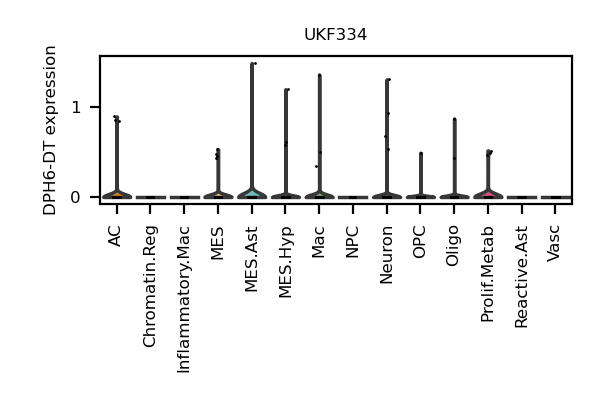 UKF334
DPH6-DT expression
1
0
AC
Chromatin.Reg
Inflammatory.Mac
MES
MES.Ast
MES.Hyp
Mac
NPC
Neuron
OPC
Oligo
Prolif.Metab
Reactive.Ast
Vasc